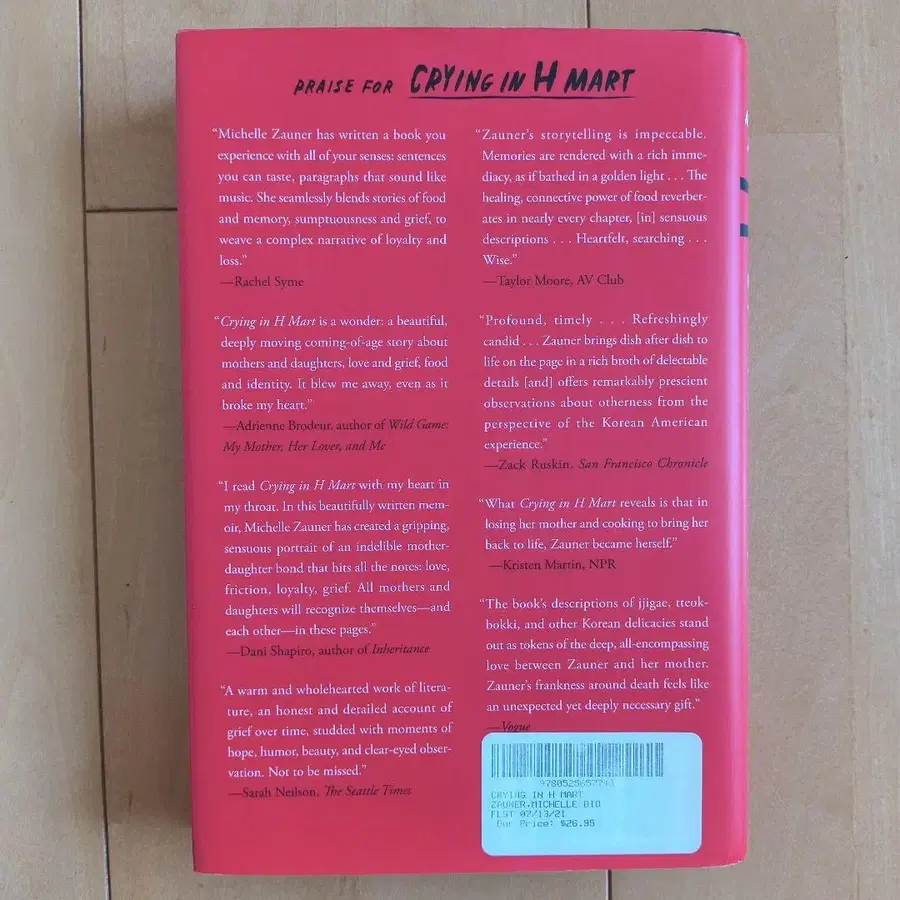 PRAISE FOR CRYING IN H MART
“Michelle Zauner has written a book you
experience with all of your senses: sentences
you can taste, paragraphs that sound like
music. She seamlessly blends stories of food
and memory, sumptuousness and grief, to
weave a complex narrative of loyalty and
loss.”
—Rachel Syme
“Crying in H Mart is a wonder: a beautiful,
deeply moving coming-of-age story about
mothers and daughters, love and grief, food
and identity. It blew me away, even as it
broke my heart.”
—Adrienne Brodeur, author of Wild Game:
My Mother, Her Lover, and Me
“I read Crying in H Mart with my heart in
my throat. In this beautifully written mem-
oir, Michelle Zauner has created a gripping,
sensuous portrait of an indelible mother-
daughter bond that hits all the notes: love,
friction, loyalty, grief. All mothers and
daughters will recognize themselves—and
each other—in these pages.”
—Dani Shapiro, author of Inheritance
“A warm and wholehearted work of litera-
ture, an honest and detailed account of
grief over time, studded with moments of
hope, humor, beauty, and clear-eyed obser-
vation. Not to be missed.”
—Sarah Neilson, The Seattle Times
“Zauner’s storytelling is impeccable.
Memories are rendered with a rich imme-
diacy, as if bathed in a golden light . . . The
healing, connective power of food reverber-
ates in nearly every chapter, [in] sensuous
descriptions . . . Heartfelt, searching . . .
Wise.”
—Taylor Moore, AV Club
“Profound, timely . . . Refreshingly
candid . . . Zauner brings dish after dish to
life on the page in a rich broth of delectable
details [and] offers remarkably prescient
observations about otherness from the
perspective of the Korean American
experience.”
—Zack Ruskin, San Francisco Chronicle
“What Crying in H Mart reveals is that in
losing her mother and cooking to bring her
back to life, Zauner became herself.”
—Kristen Martin, NPR
“The book’s descriptions of jjigae, tteok-
bokki, and other Korean delicacies stand
out as tokens of the deep, all-encompassing
love between Zauner and her mother.
Zauner’s frankness around death feels like
an unexpected yet deeply necessary gift.”
—Vogue
CRYING IN H MART
ZAUNER,MICHELLE BIO
FLST 07/13/21
Our Price: $26.95